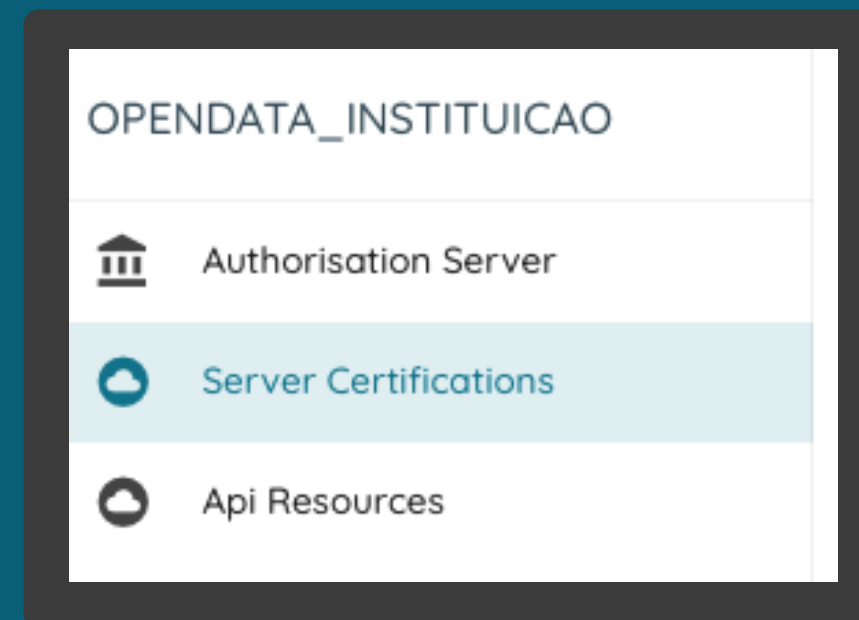 OPENDATA_INSTITUICAO
Authorisation Server
Server Certifications
Api Resources